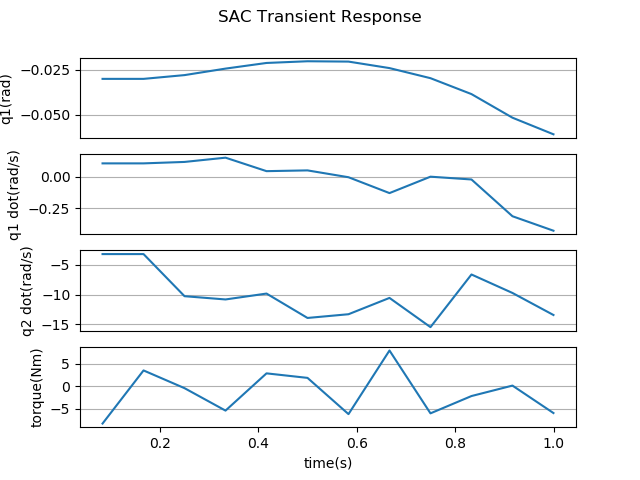 SAC Transient Response
q1(rad)
−0.025
−0.050
q1 dot(rad/s)
0.00
−0.25
q2 dot(rad/s)
−5
−10
−15
torque(Nm)
5
0
−5
0.2 0.4 0.6 0.8 1.0
time(s)